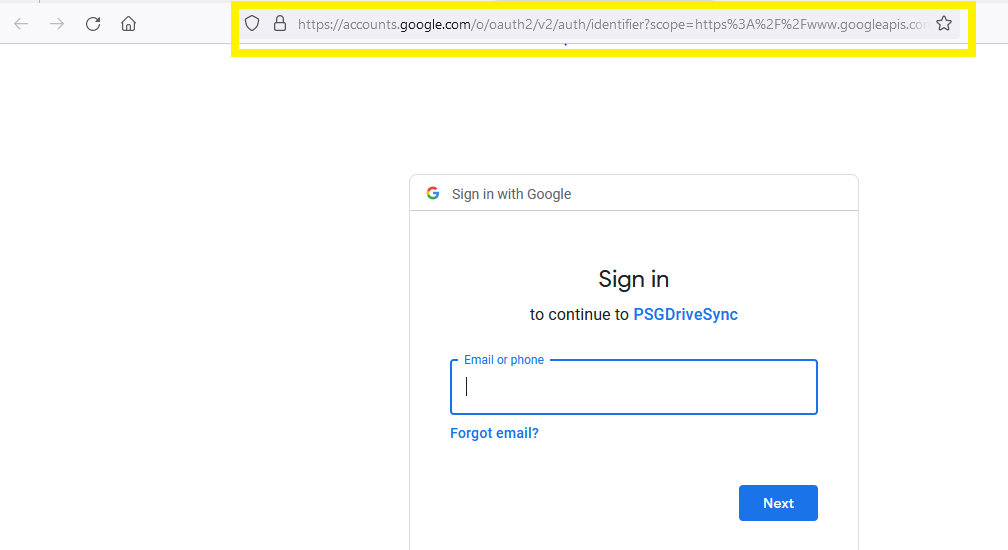 https://accounts.google.com/o/oauth2/v2/auth/identifier?scope=https%3A%2F%2Fwww.googleapis.co
Sign in with Google
Sign in
to continue to PSGDriveSync
Email or phone
Forgot email?
Next